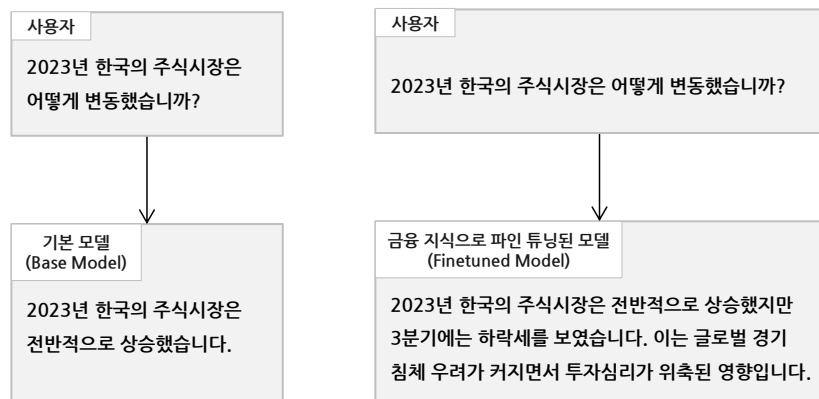 사용자
2023년 한국의 주식시장은
어떻게 변동했습니까?
기본 모델
(Base Model)
2023년 한국의 주식시장은
전반적으로 상승했습니다.
사용자
2023년 한국의 주식시장은 어떻게 변동했습니까?
금융 지식으로 파인 튜닝된 모델
(Finetuned Model)
2023년 한국의 주식시장은 전반적으로 상승했지만
3분기에는 하락세를 보였습니다. 이는 글로벌 경기
침체 우려가 커지면서 투자심리가 위축된 영향입니다.